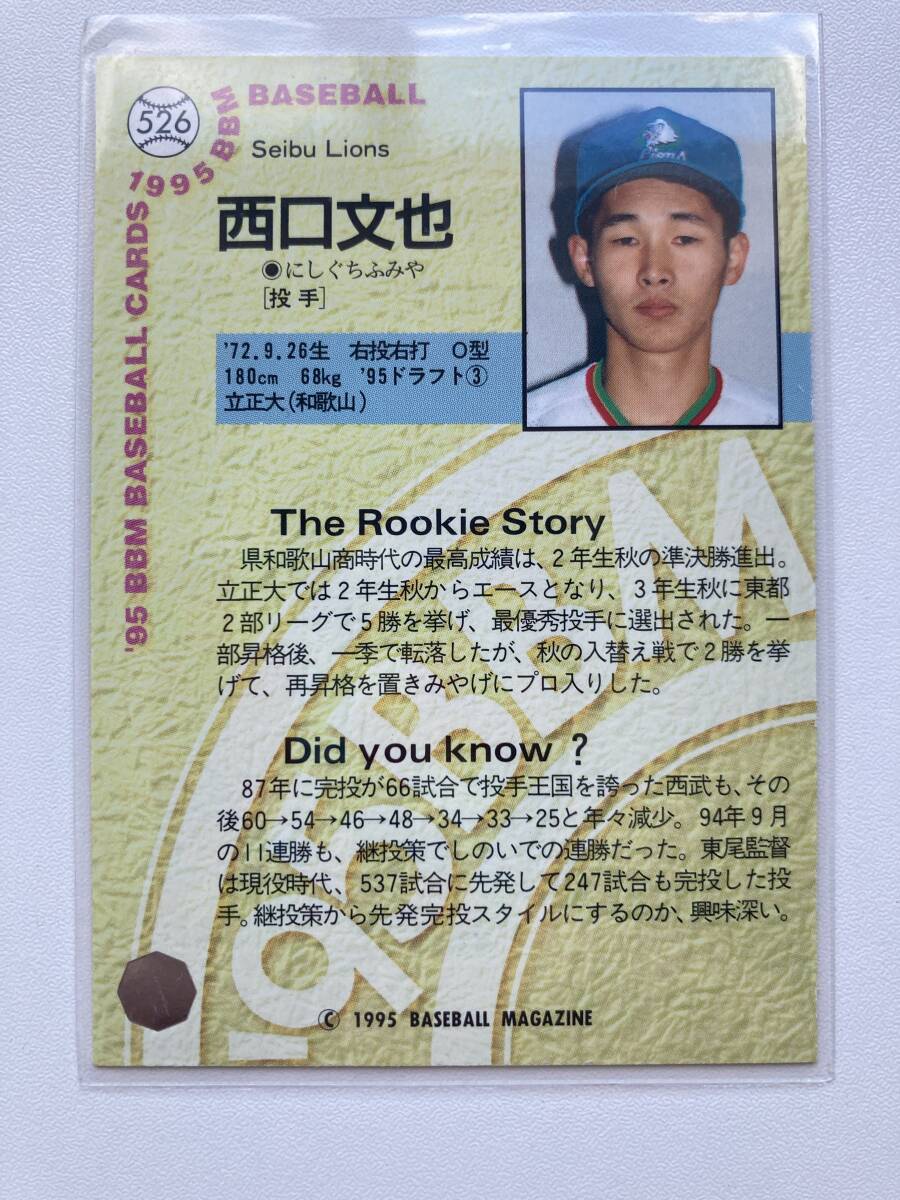 526
BASEBALL
1995 BBM
'95 BBM BASEBALL CARDS
Seibu Lions
西口文也
◉にしぐちふみや
[投手]
'72.9.26生 右投右打 O型
180cm 68kg '95ドラフト③
立正大(和歌山)
The Rookie Story
県和歌山商時代の最高成績は、2年生秋の準決勝進出。
立正大では2年生秋からエースとなり、3年生秋に東都
2部リーグで5勝を挙げ、最優秀投手に選出された。一
部昇格後、一季で転落したが、秋の入替え戦で2勝を挙
げて、再昇格を置きみやげにプロ入りした。
Did you know ?
87年に完投が66試合で投手王国を誇った西武も、その
後60→54→46→48→34→33→25と年々減少。94年9月
の11連勝も、継投策でしのいでの連勝だった。東尾監督
は現役時代、537試合に先発して247試合も完投した投
手。継投策から先発完投スタイルにするのか、興味深い。
'95 BBM
© 1995 BASEBALL MAGAZINE